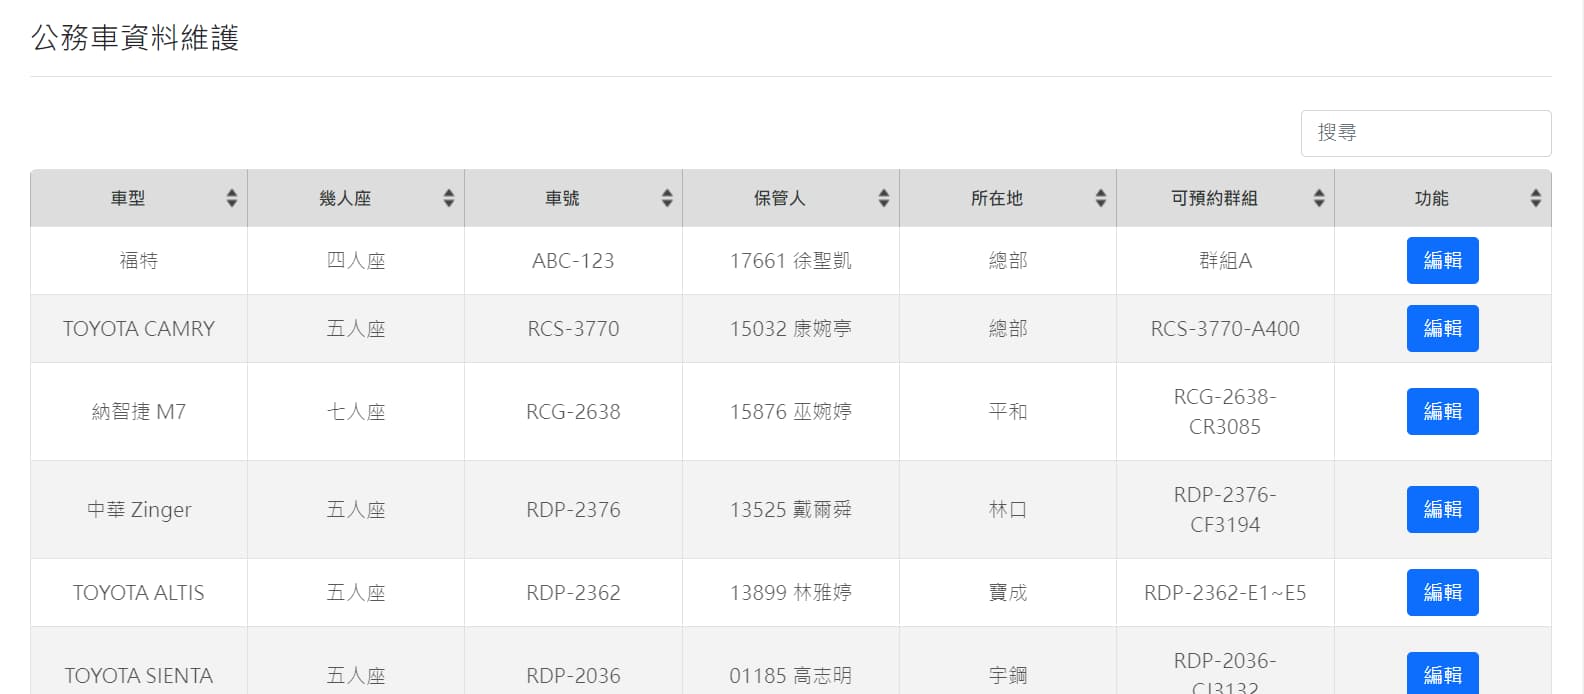 公務車資料維護
搜尋
車型 幾人座 車號 保管人 所在地 可預約群組 功能
福特 四人座 ABC-123 17661 徐聖凱 總部 群組A 編輯
TOYOTA CAMRY 五人座 RCS-3770 15032 康婉亭 總部 RCS-3770-A400 編輯
納智捷 M7 七人座 RCG-2638 15876 巫婉婷 平和 RCG-2638-
CR3085 編輯
中華 Zinger 五人座 RDP-2376 13525 戴爾舜 林口 RDP-2376-
CF3194 編輯
TOYOTA ALTIS 五人座 RDP-2362 13899 林雅婷 寶成 RDP-2362-E1~E5 編輯
TOYOTA SIENTA 五人座 RDP-2036 01185 高志明 宇鋼 RDP-2036-
CJ3132 編輯